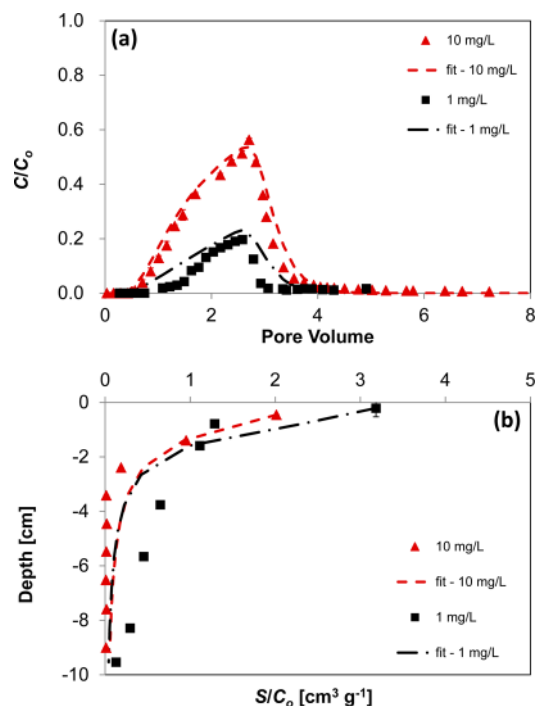 (a)
10 mg/L
fit - 10 mg/L
1 mg/L
fit - 1 mg/L
C/Co
1.0
0.8
0.6
0.4
0.2
0.0
0 2 4 6 8
Pore Volume
0 1 2 3 4 5
(b)
Depth [cm]
0
-2
-4
-6
-8
-10
10 mg/L
fit - 10 mg/L
1 mg/L
fit - 1 mg/L
S/Co [cm³ g⁻¹]